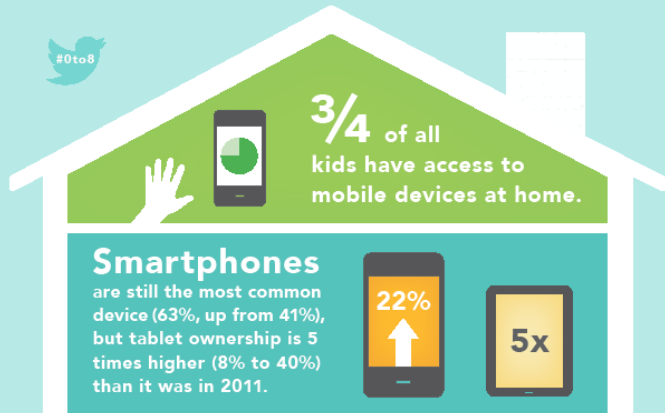 #0to8
3/4 of all
kids have access to
mobile devices at home.
Smartphones
are still the most common
device (63%, up from 41%),
but tablet ownership is 5
times higher (8% to 40%)
than it was in 2011.
22%
5x